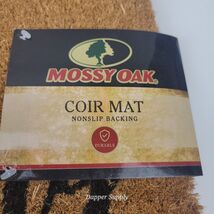 MOSSY OAK
COIR MAT
NONSLIP BACKING
DURABLE
Dapper Supply